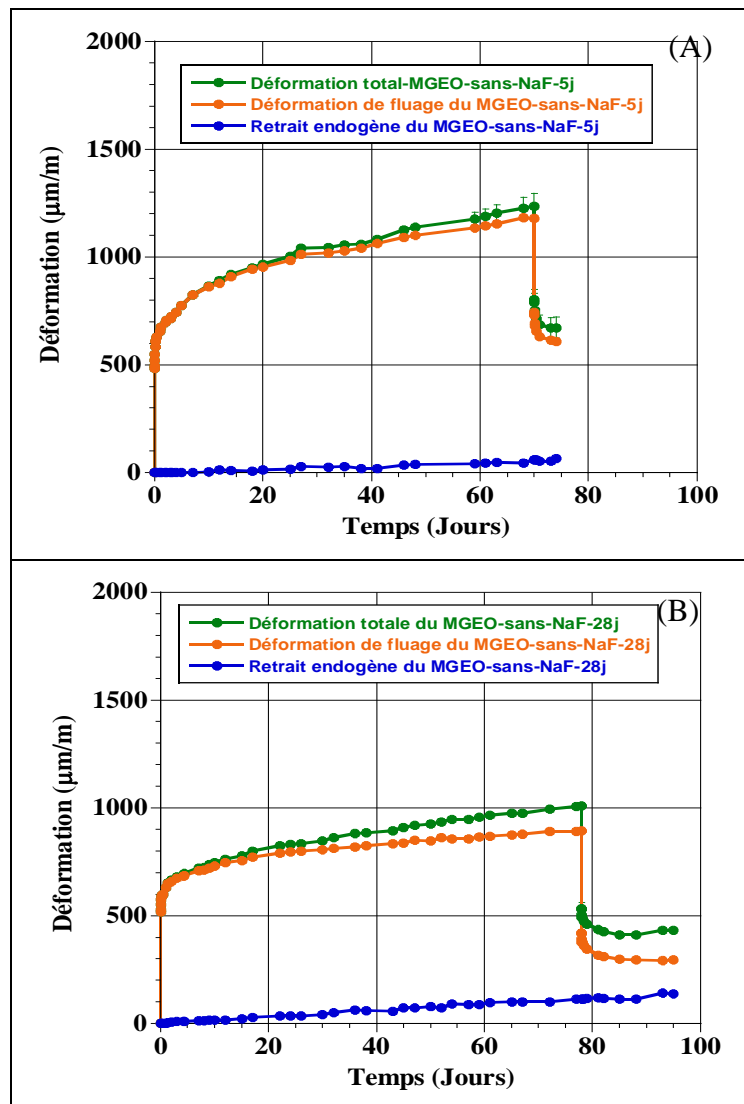 (A)
2000
1500
1000
500
0
Déformation (µm/m)
Déformation total-MGEO-sans-NaF-5j
Déformation de fluage du MGEO-sans-NaF-5j
Retrait endogène du MGEO-sans-NaF-5j
0 20 40 60 80 100
Temps (Jours)
(B)
2000
1500
1000
500
0
Déformation (µm/m)
Déformation totale du MGEO-sans-NaF-28j
Déformation de fluage du MGEO-sans-NaF-28j
Retrait endogène du MGEO-sans-NaF-28j
0 20 40 60 80 100
Temps (Jours)